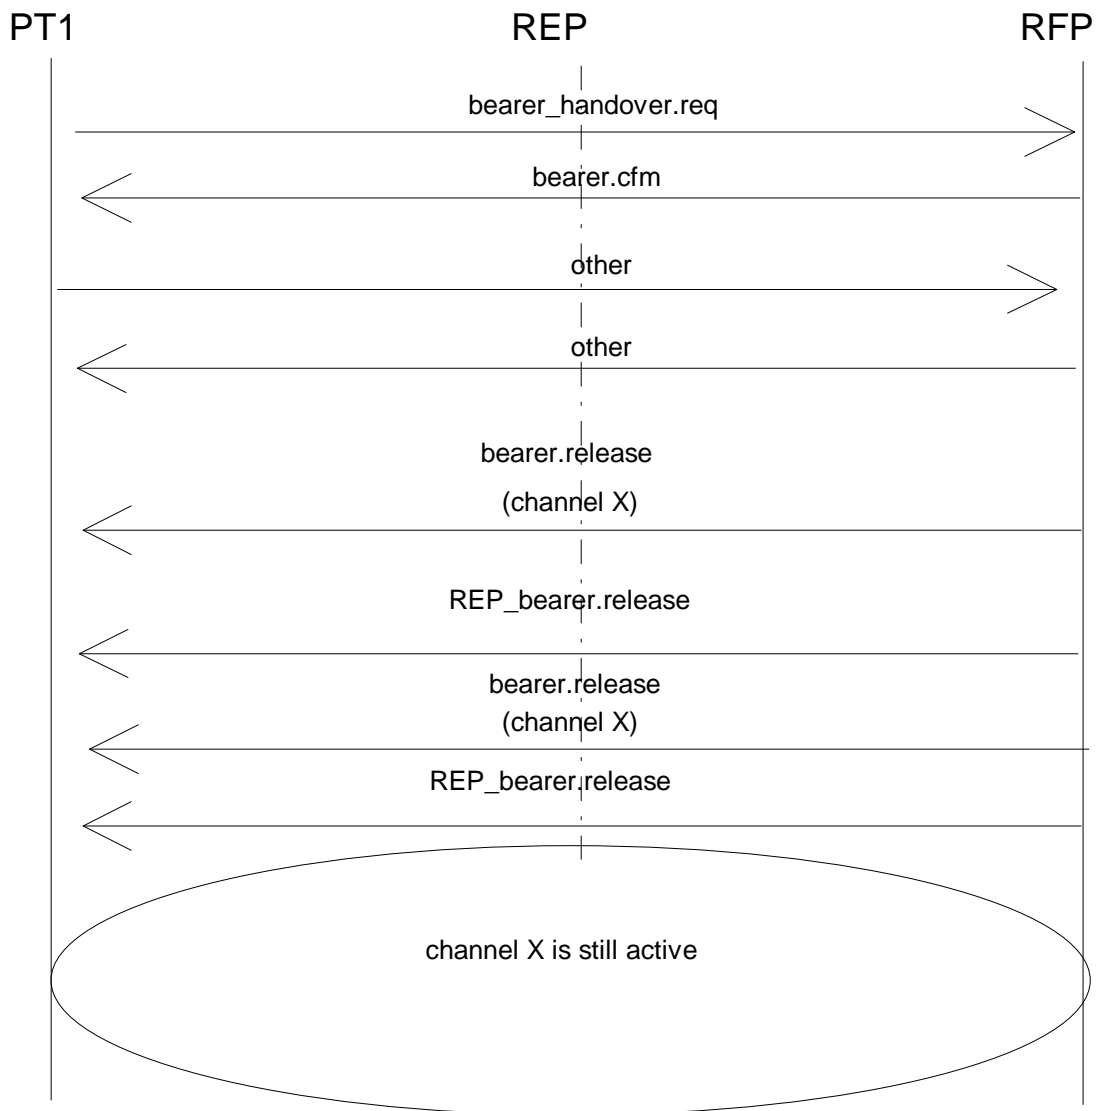 PT1 REP RFP
bearer_handover.req
bearer.cfm
other
other
bearer.release
(channel X)
REP_bearer.release
bearer.release
(channel X)
REP_bearer.release
channel X is still active